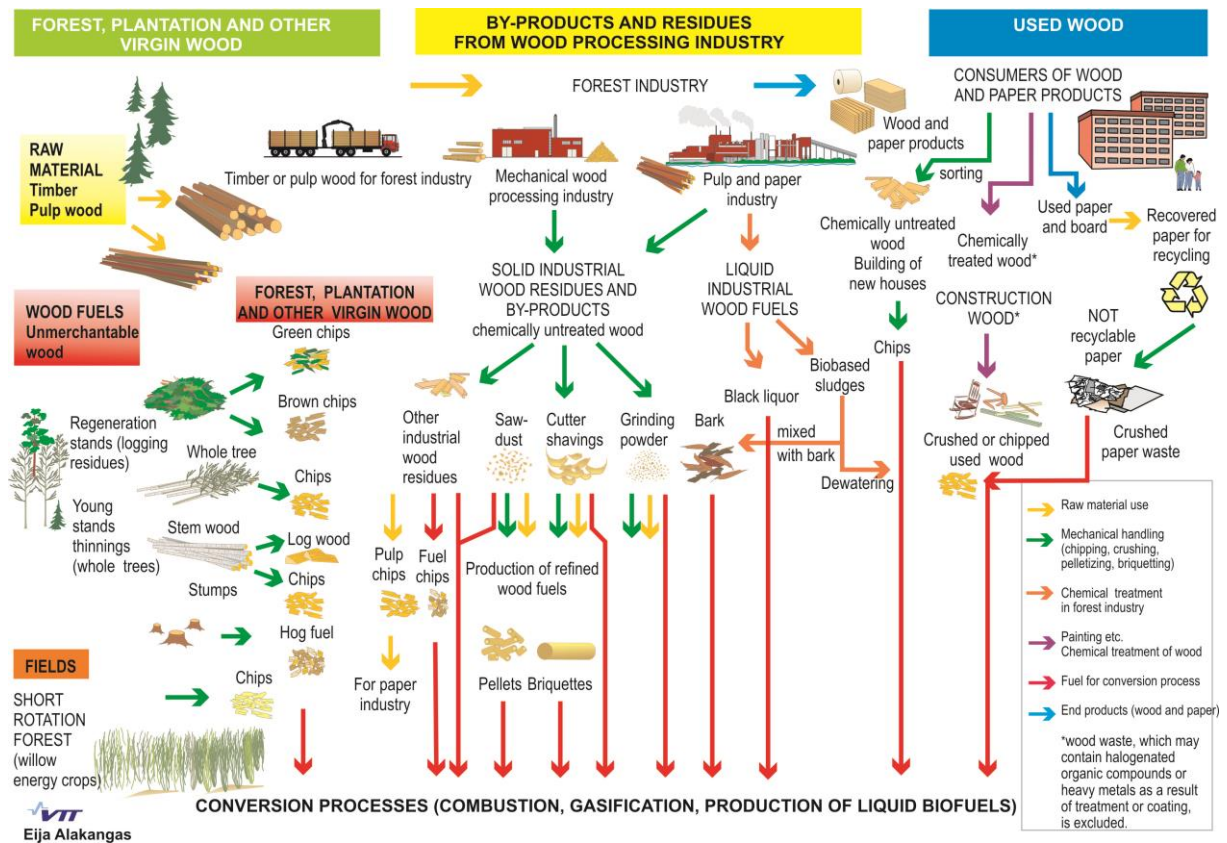 FOREST, PLANTATION AND OTHER
VIRGIN WOOD
BY-PRODUCTS AND RESIDUES
FROM WOOD PROCESSING INDUSTRY
USED WOOD
RAW
MATERIAL
Timber
Pulp wood
Timber or pulp wood for forest industry
FOREST INDUSTRY
Mechanical wood
processing industry
Pulp and paper
industry
Wood and
paper products
CONSUMERS OF WOOD
AND PAPER PRODUCTS
sorting
Chemically untreated
wood
Building of
new houses
Chemically
treated wood*
Used paper
and board
Recovered
paper for
recycling
WOOD FUELS
Unmerchantable
wood
FOREST, PLANTATION
AND OTHER VIRGIN WOOD
Green chips
Brown chips
Regeneration
stands (logging
residues)
Whole tree
Chips
Young
stands
thinnings
(whole trees)
Stem wood
Log wood
Chips
Stumps
Hog fuel
FIELDS
Chips
SHORT
ROTATION
FOREST
(willow
energy crops)
SOLID INDUSTRIAL
WOOD RESIDUES AND
BY-PRODUCTS
chemically untreated wood
LIQUID
INDUSTRIAL
WOOD FUELS
Other
industrial
wood
residues
Saw-
dust
Cutter
shavings
Grinding
powder
Bark
Black liquor
Biobased
sludges
mixed
with bark
Dewatering
Chips
CONSTRUCTION
WOOD*
NOT
recyclable
paper
Crushed or chipped
used wood
Crushed
paper waste
Pulp
chips
Fuel
chips
Production of refined
wood fuels
For paper
industry
Pellets Briquettes
Raw material use
Mechanical handling
(chipping, crushing,
pelletizing, briquetting)
Chemical treatment
in forest industry
Painting etc.
Chemical treatment of wood
Fuel for conversion process
End products (wood and paper)
*wood waste, which may
contain halogenated
organic compounds or
heavy metals as a result
of treatment or coating,
is excluded.
CONVERSION PROCESSES (COMBUSTION, GASIFICATION, PRODUCTION OF LIQUID BIOFUELS)
VTT
Eija Alakangas